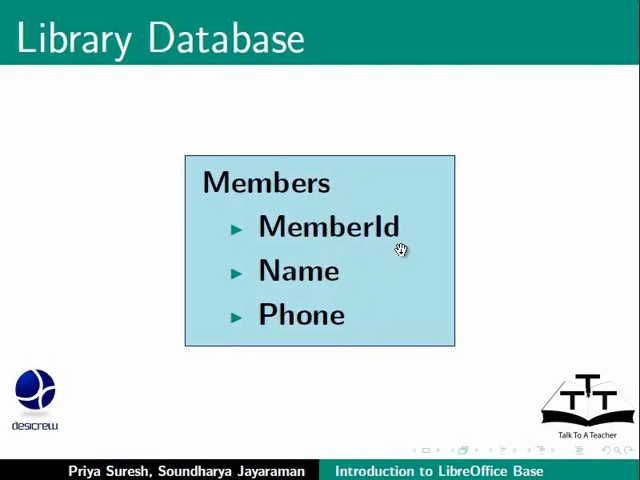 Library Database
Members
MemberId
Name
Phone
desicrew
T T T
Talk To A Teacher
Priya Suresh, Soundharya Jayaraman
Introduction to LibreOffice Base